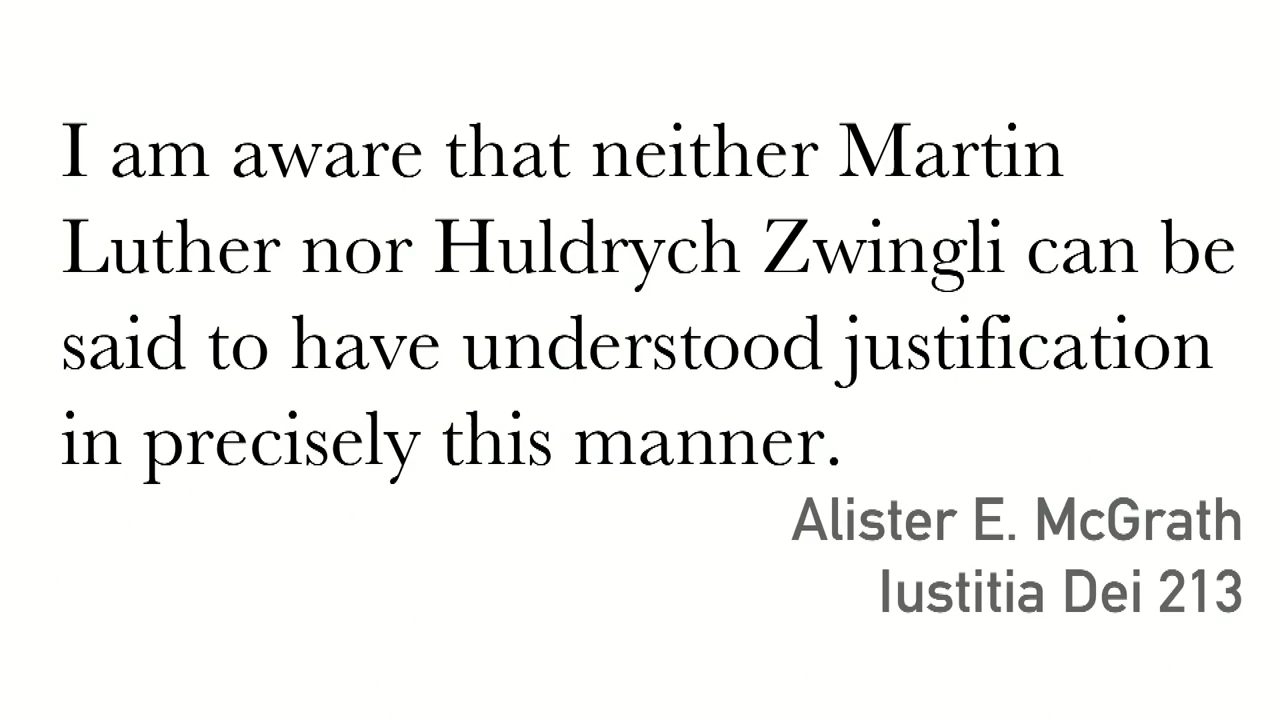 I am aware that neither Martin
Luther nor Huldrych Zwingli can be
said to have understood justification
in precisely this manner.
Alister E. McGrath
Iustitia Dei 213